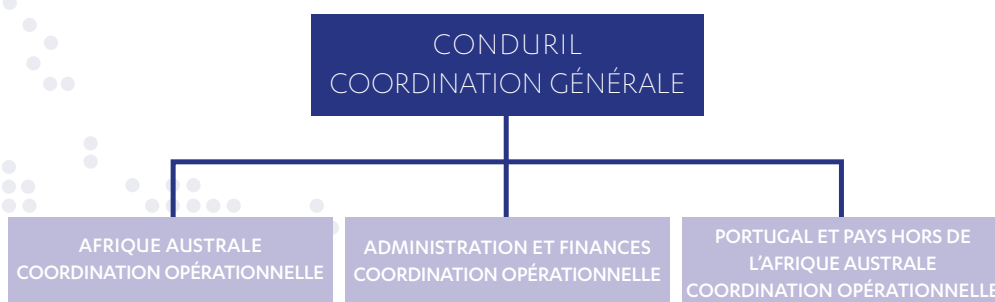 CONDURIL
COORDINATION GÉNÉRALE
AFRIQUE AUSTRALE
COORDINATION OPÉRATIONNELLE
ADMINISTRATION ET FINANCES
COORDINATION OPÉRATIONNELLE
PORTUGAL ET PAYS HORS DE
L'AFRIQUE AUSTRALE
COORDINATION OPÉRATIONNELLE